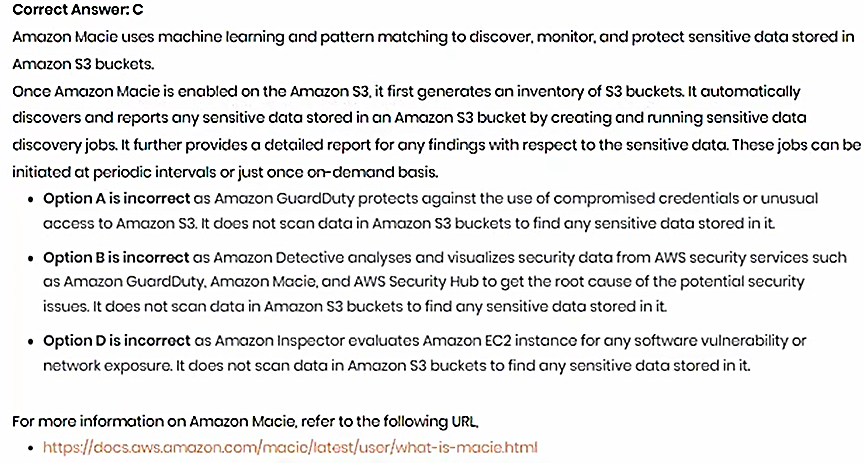 Correct Answer: C
Amazon Macie uses machine learning and pattern matching to discover, monitor, and protect sensitive data stored in
Amazon S3 buckets.
Once Amazon Macie is enabled on the Amazon S3, it first generates an inventory of S3 buckets. It automatically
discovers and reports any sensitive data stored in an Amazon S3 bucket by creating and running sensitive data
discovery jobs. It further provides a detailed report for any findings with respect to the sensitive data. These jobs can be
initiated at periodic intervals or just once on-demand basis.
• Option A is incorrect as Amazon GuardDuty protects against the use of compromised credentials or unusual
access to Amazon S3. It does not scan data in Amazon S3 buckets to find any sensitive data stored in it.
• Option B is incorrect as Amazon Detective analyses and visualizes security data from AWS security services such
as Amazon GuardDuty, Amazon Macie, and AWS Security Hub to get the root cause of the potential security
issues. It does not scan data in Amazon S3 buckets to find any sensitive data stored in it.
• Option D is incorrect as Amazon Inspector evaluates Amazon EC2 instance for any software vulnerability or
network exposure. It does not scan data in Amazon S3 buckets to find any sensitive data stored in it.
For more information on Amazon Macie, refer to the following URL,
• https://docs.aws.amazon.com/macie/latest/user/what-is-macie.html